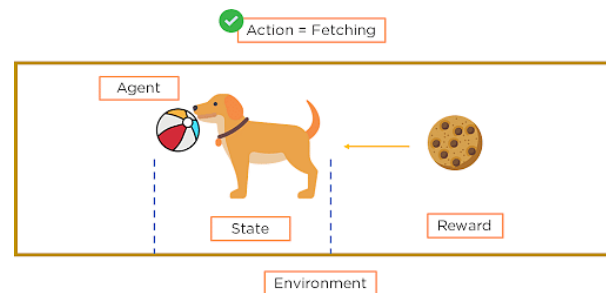 Action = Fetching
Agent
State
Reward
Environment